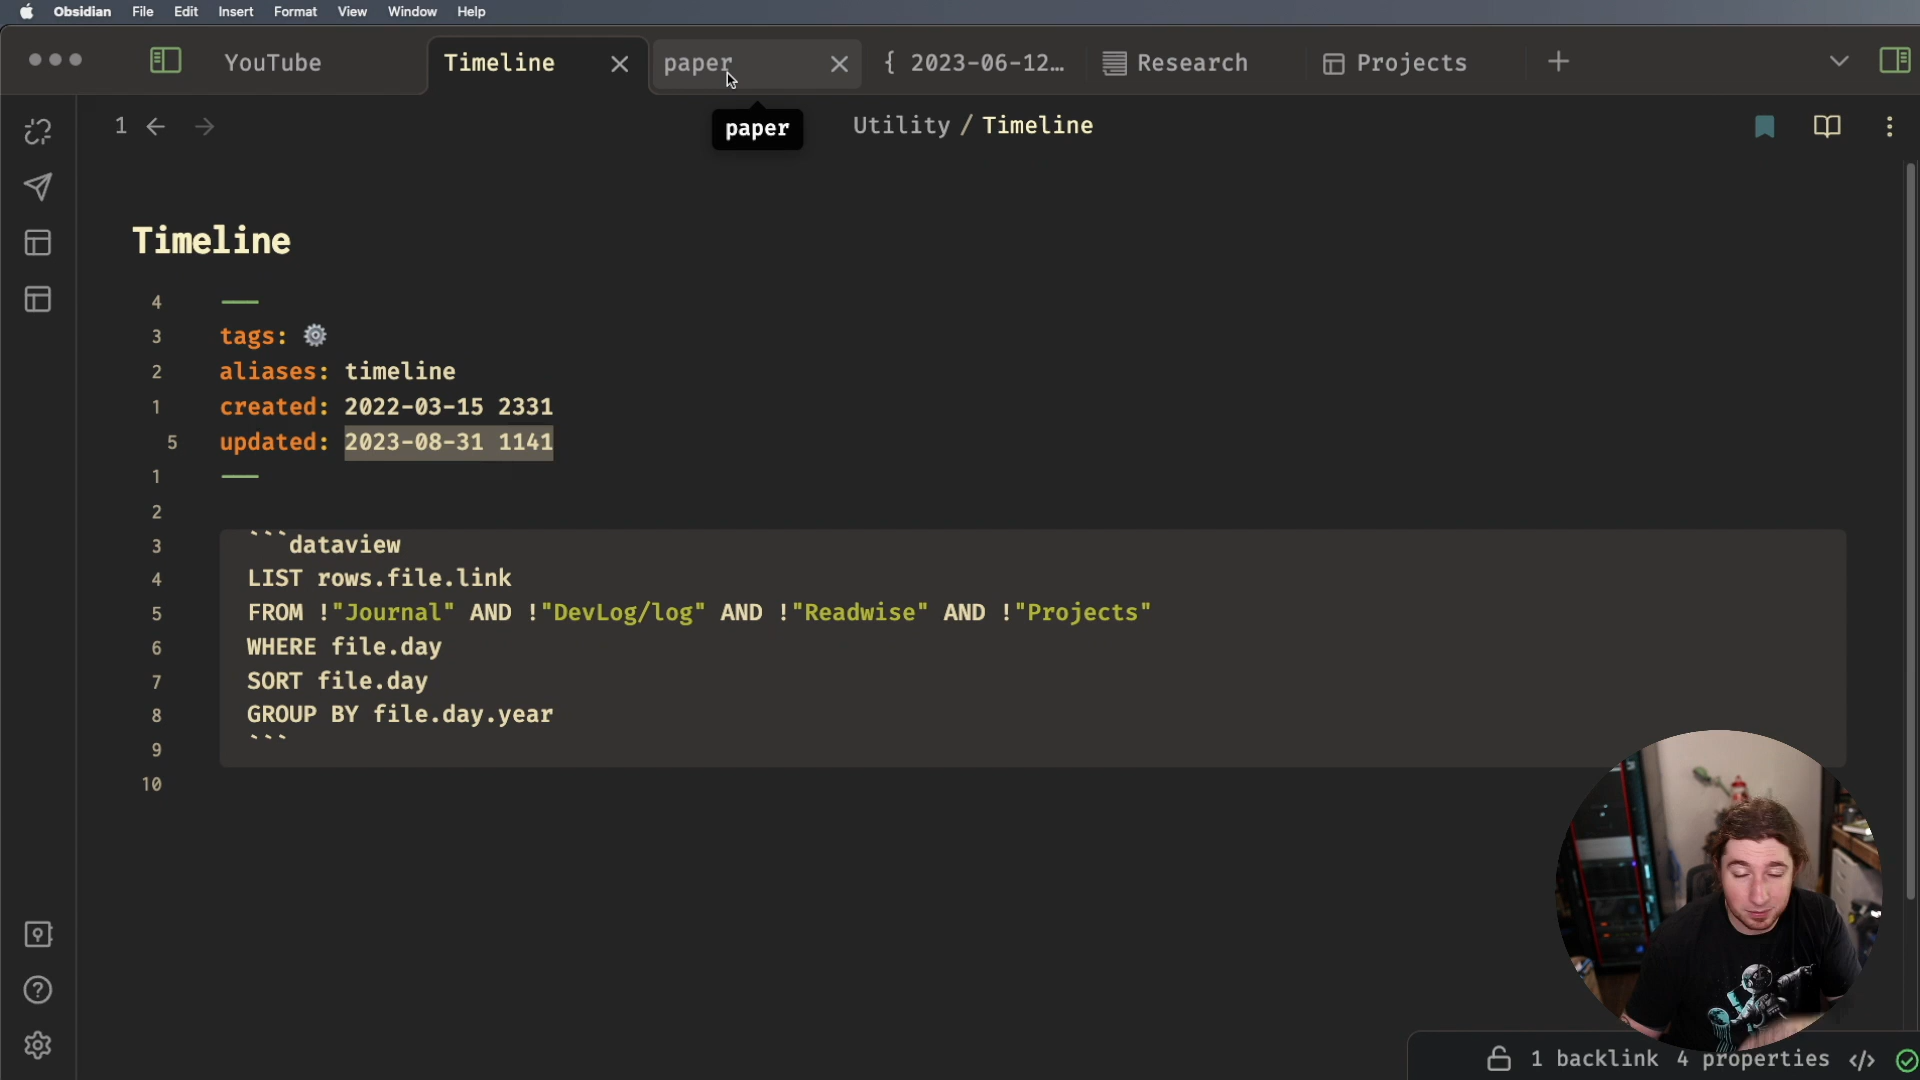 Obsidian File Edit Insert Format View Window Help
YouTube Timeline paper { 2023-06-12… Research Projects
1 Utility / Timeline
paper
Timeline
4 ---
3 tags: ⚙️
2 aliases: timeline
1 created: 2022-03-15 2331
5 updated: 2023-08-31 1141
1 ---
2
3 ```dataview
4 LIST rows.file.link
5 FROM !"Journal" AND !"DevLog/log" AND !"Readwise" AND !"Projects"
6 WHERE file.day
7 SORT file.day
8 GROUP BY file.day.year
9 ```
10
1 backlink 4 properties </>